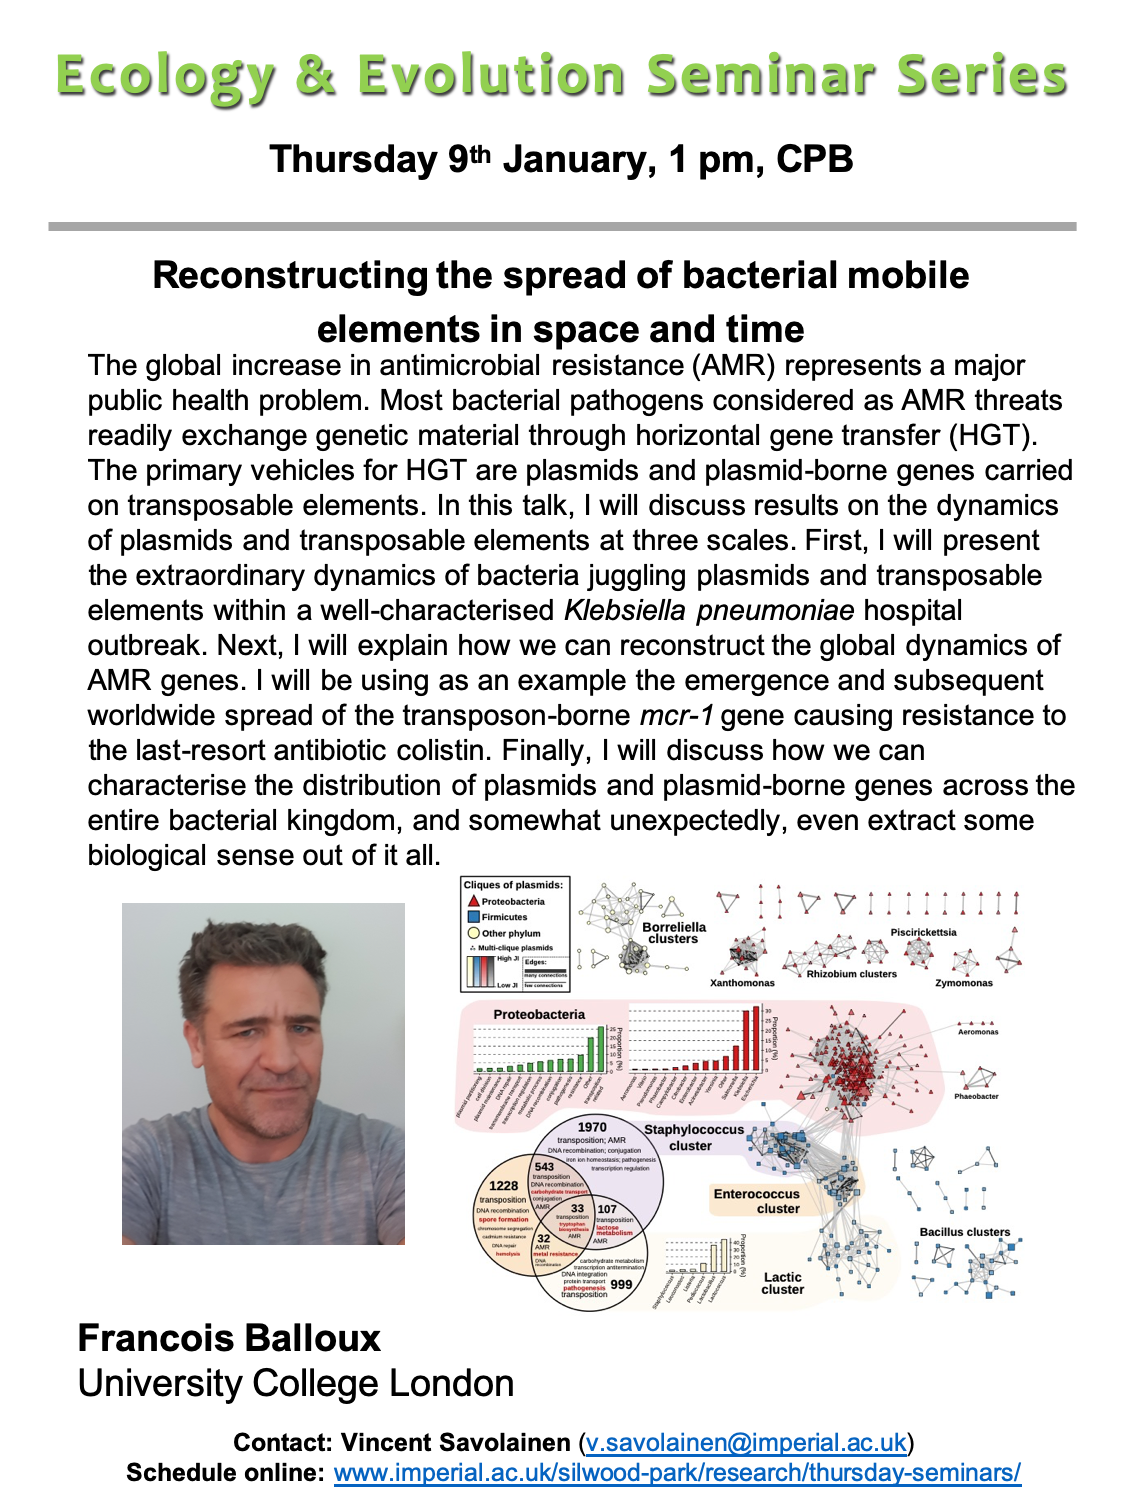 Ecology & Evolution Seminar Series
Thursday 9th January, 1 pm, CPB
Reconstructing the spread of bacterial mobile
elements in space and time
The global increase in antimicrobial resistance (AMR) represents a major
public health problem. Most bacterial pathogens considered as AMR threats
readily exchange genetic material through horizontal gene transfer (HGT).
The primary vehicles for HGT are plasmids and plasmid-borne genes carried
on transposable elements. In this talk, I will discuss results on the dynamics
of plasmids and transposable elements at three scales. First, I will present
the extraordinary dynamics of bacteria juggling plasmids and transposable
elements within a well-characterised Klebsiella pneumoniae hospital
outbreak. Next, I will explain how we can reconstruct the global dynamics of
AMR genes. I will be using as an example the emergence and subsequent
worldwide spread of the transposon-borne mcr-1 gene causing resistance to
the last-resort antibiotic colistin. Finally, I will discuss how we can
characterise the distribution of plasmids and plasmid-borne genes across the
entire bacterial kingdom, and somewhat unexpectedly, even extract some
biological sense out of it all.
Cliques of plasmids:
Proteobacteria
Firmicutes
Other phylum
Multi-clique plasmids
High JI
Low JI
Edges:
many connections
few connections
Borreliella
clusters
Xanthomonas
Rhizobium clusters
Piscirickettsia
Zymomonas
Proteobacteria
Proportion (%)
Proportion (%)
Aeromonas
Phaeobacter
Staphylococcus
cluster
1970
transposition; AMR
DNA recombination; conjugation
iron ion homeostasis; pathogenesis
transcription regulation
543
transposition
DNA recombination
carbohydrate transport
conjugation
AMR
1228
transposition
DNA recombination
spore formation
chromosome segregation
cadmium resistance
DNA repair
hemolysis
33
transposition
tryptophan
biosynthesis
AMR
107
transposition
lactose
metabolism
AMR
32
AMR
metal resistance
DNA
recombination
carbohydrate metabolism
transcription antitermination
DNA integration
protein transport
pathogenesis
transposition
999
Enterococcus
cluster
Proportion (%)
Lactic
cluster
Bacillus clusters
Francois Balloux
University College London
Contact: Vincent Savolainen (v.savolainen@imperial.ac.uk)
Schedule online: www.imperial.ac.uk/silwood-park/research/thursday-seminars/